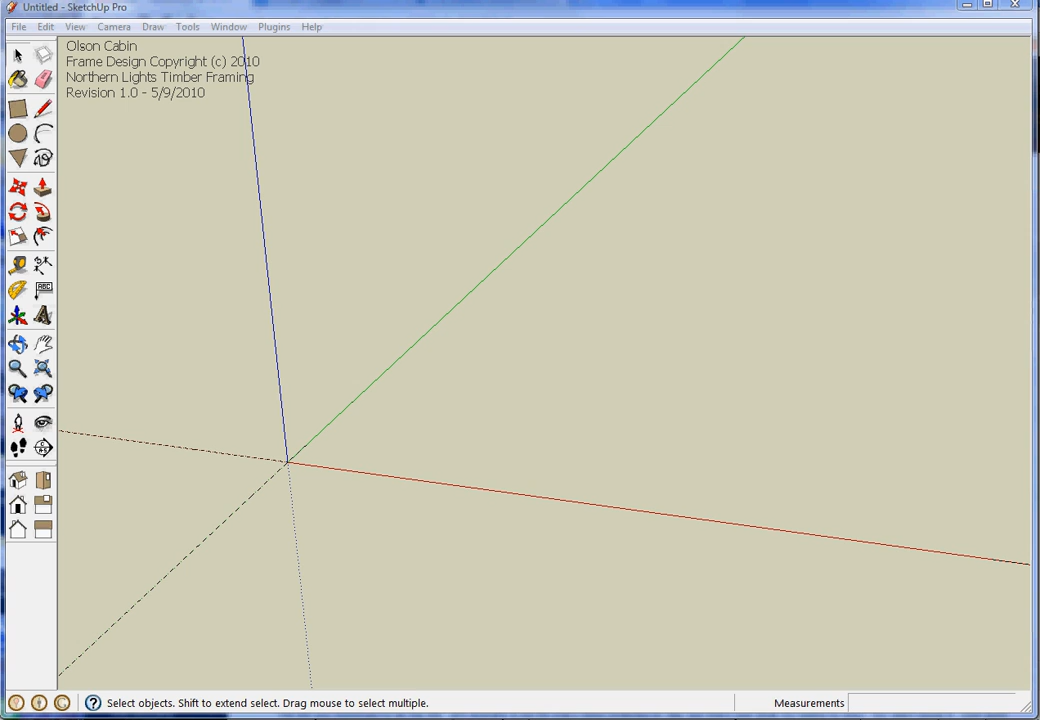 Untitled - SketchUp Pro
File Edit View Camera Draw Tools Window Plugins Help
Olson Cabin
Frame Design Copyright (c) 2010
Northern Lights Timber Framing
Revision 1.0 - 5/9/2010
ABC
Select objects. Shift to extend select. Drag mouse to select multiple.
Measurements